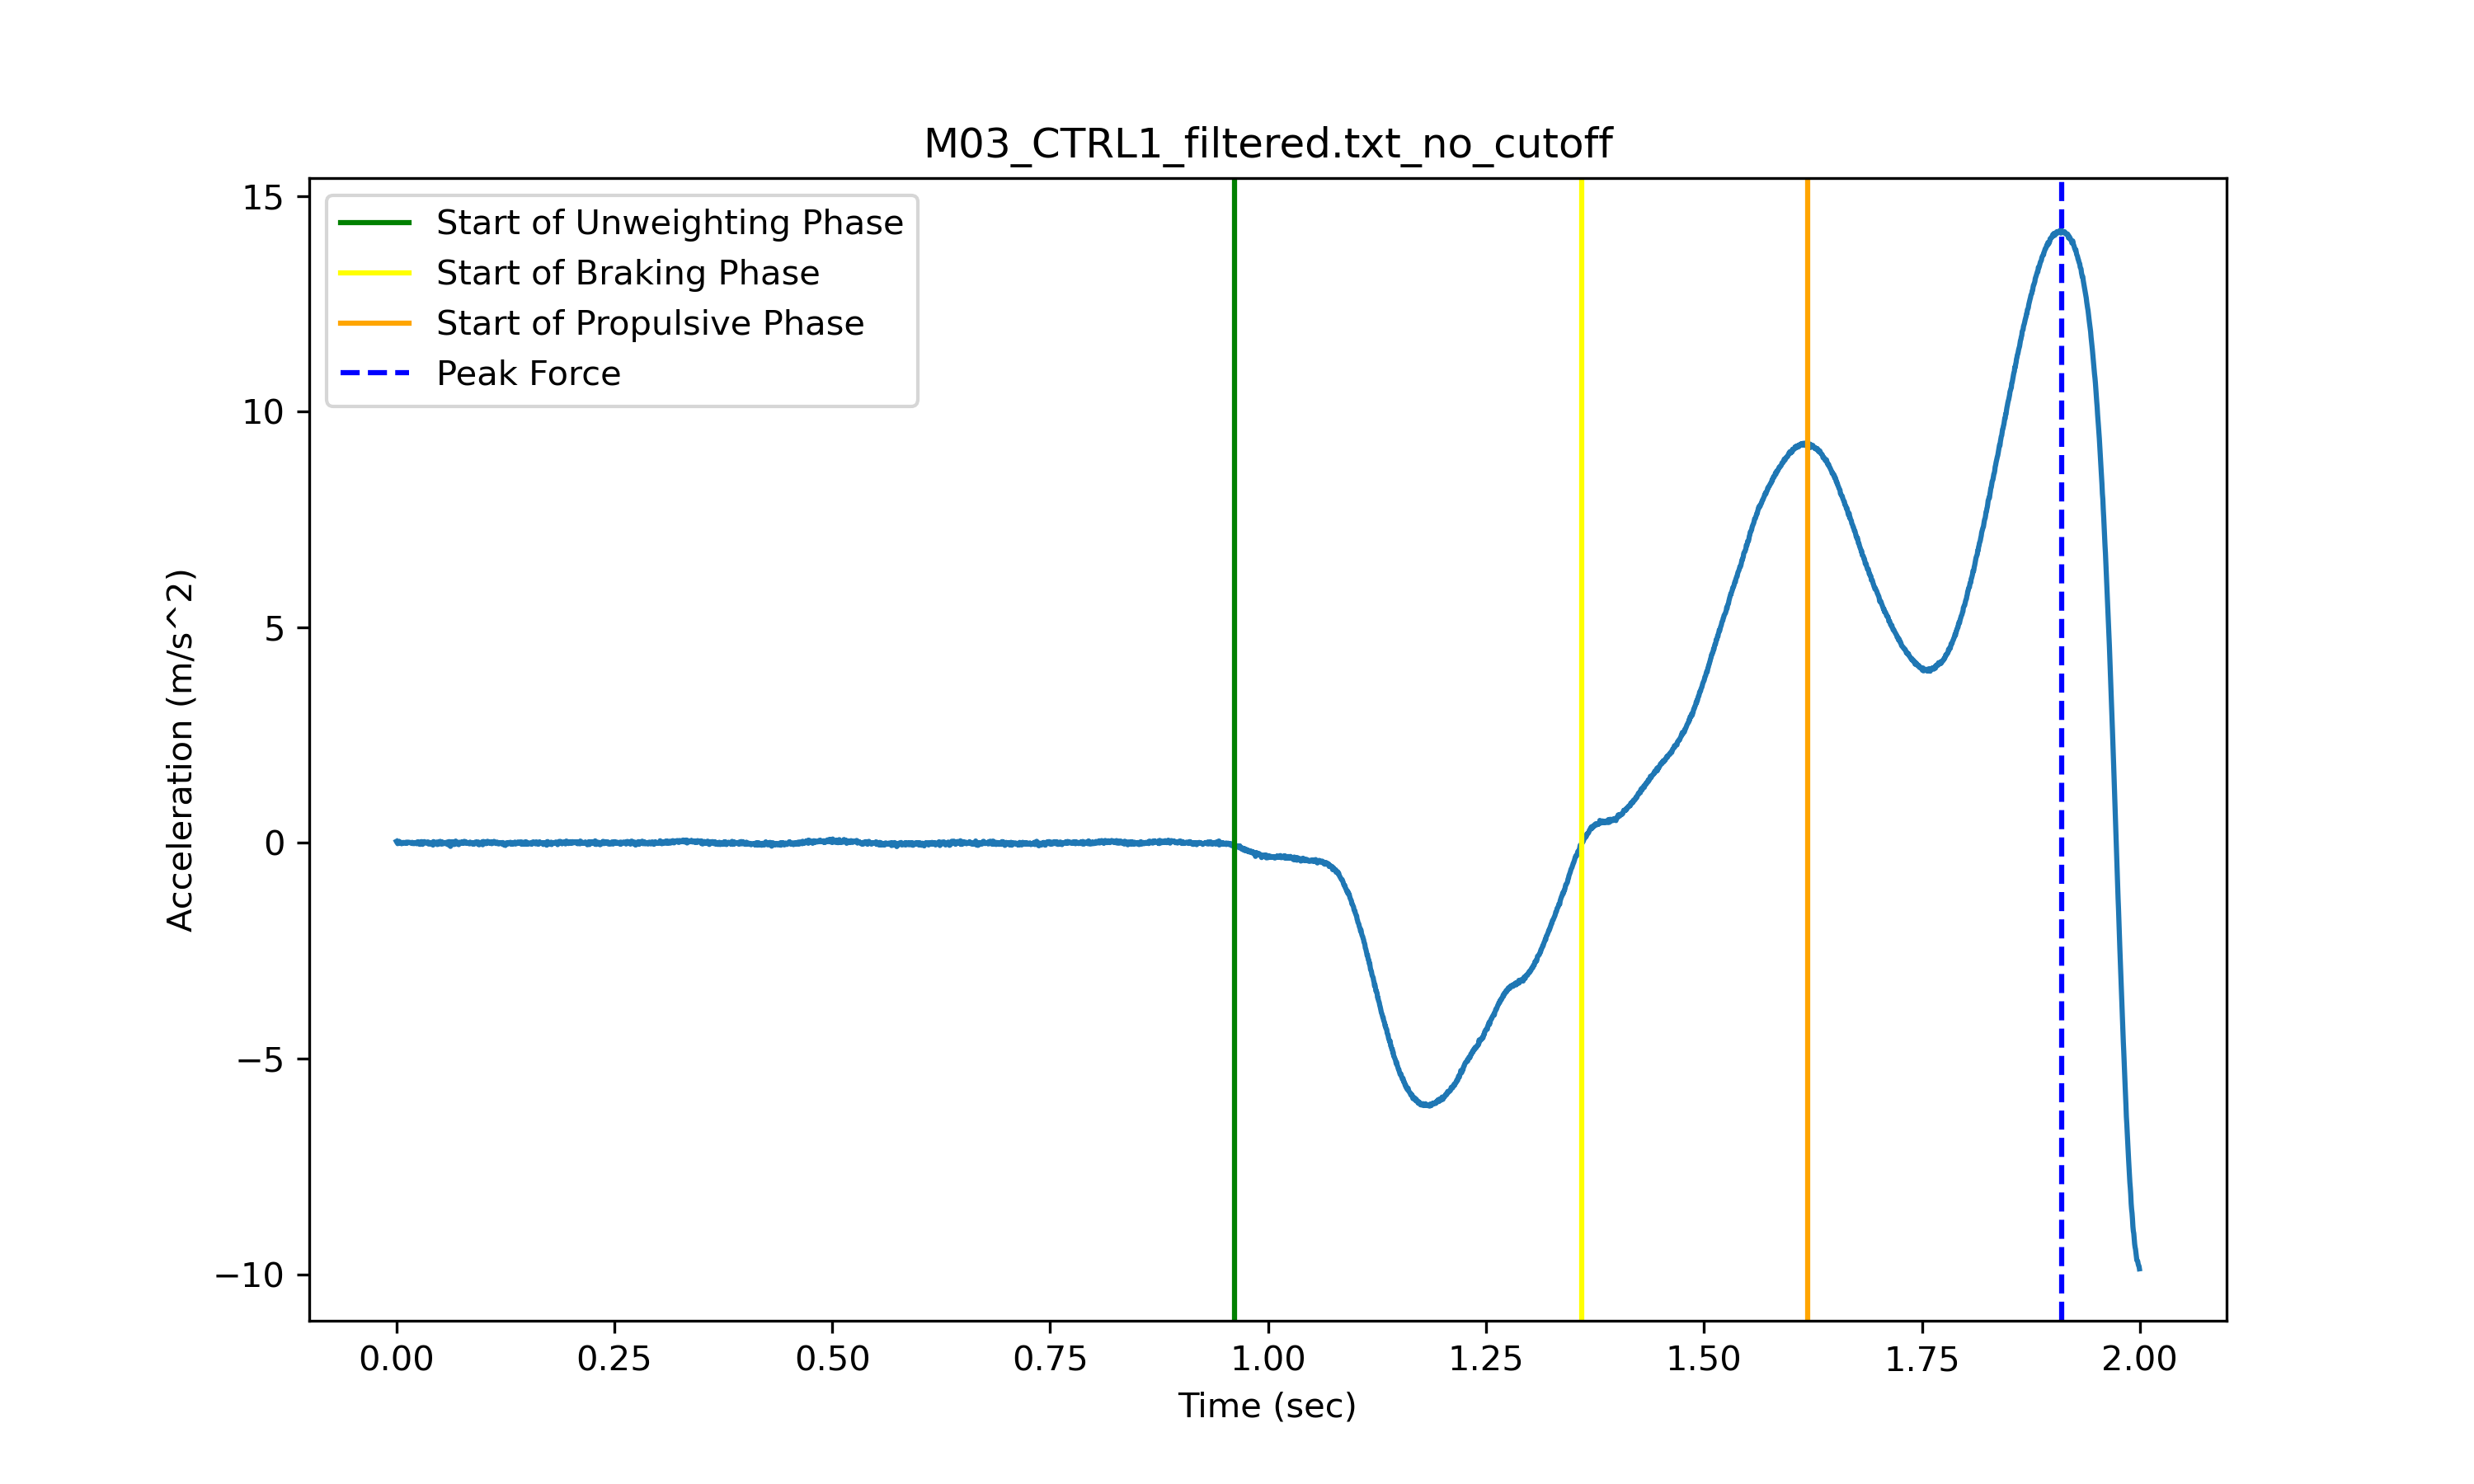 M03_CTRL1_filtered.txt_no_cutoff
Start of Unweighting Phase
Start of Braking Phase
Start of Propulsive Phase
Peak Force
15
10
5
0
−5
−10
Acceleration (m/s^2)
0.00 0.25 0.50 0.75 1.00 1.25 1.50 1.75 2.00
Time (sec)